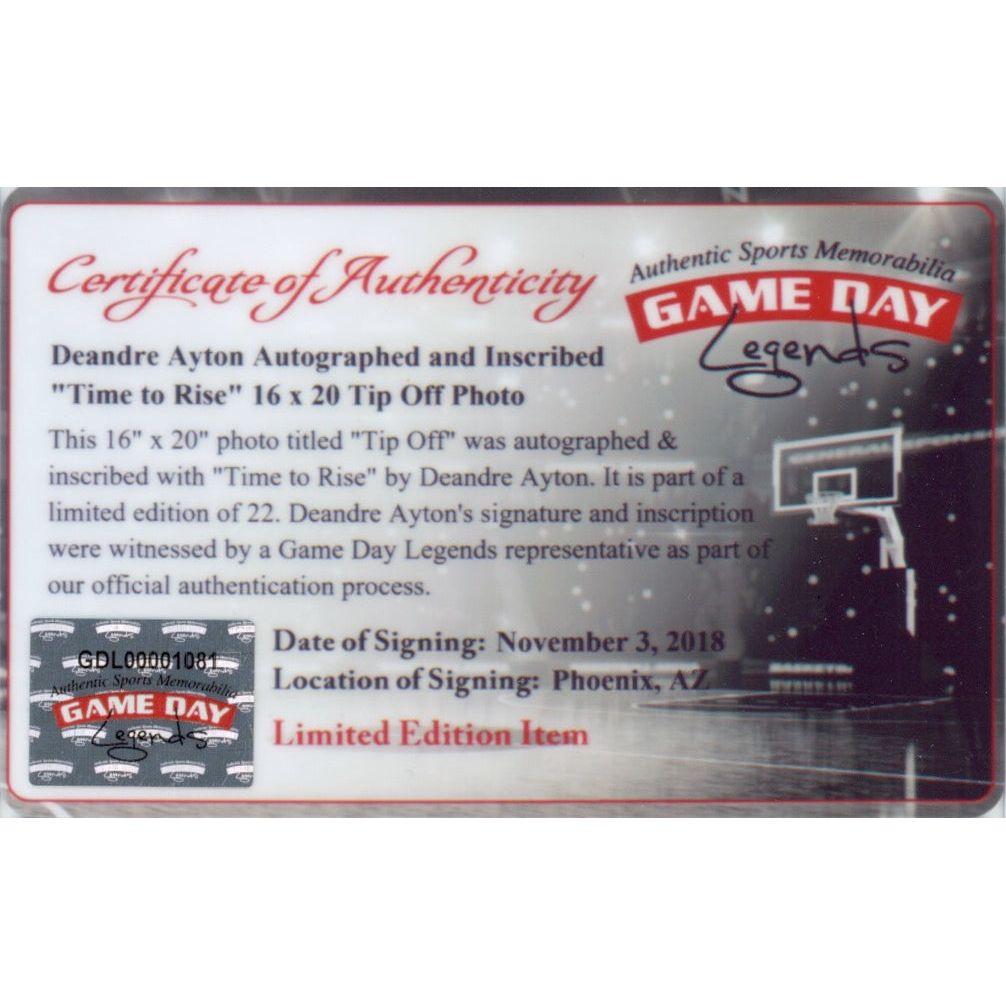 Certificate of Authenticity
Authentic Sports Memorabilia
GAME DAY
Legends
Deandre Ayton Autographed and Inscribed
"Time to Rise" 16 x 20 Tip Off Photo
This 16" x 20" photo titled "Tip Off" was autographed &
inscribed with "Time to Rise" by Deandre Ayton. It is part of a
limited edition of 22. Deandre Ayton's signature and inscription
were witnessed by a Game Day Legends representative as part of
our official authentication process.
GDL00001081
Authentic Sports Memorabilia
GAME DAY
Legends
Date of Signing: November 3, 2018
Location of Signing: Phoenix, AZ
Limited Edition Item